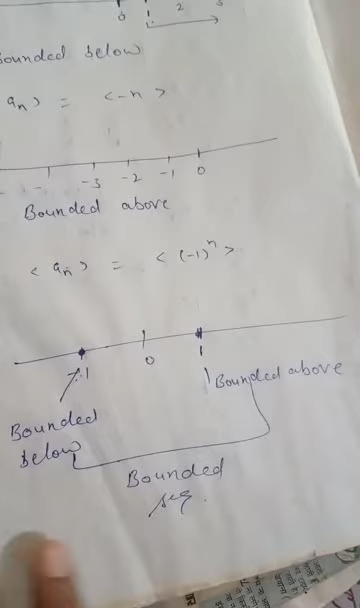 0 1 2 3
Bounded below
aₙ > = < -n >
-3 -2 -1 0
Bounded above
< aₙ > = < (-1)ⁿ >
-1 0 1
Bounded above
Bounded
below
Bounded
seq.